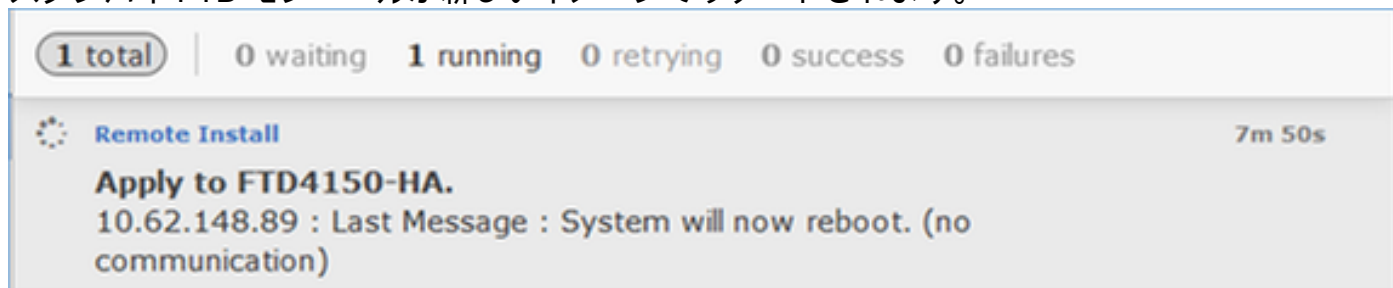 1 total 0 waiting 1 running 0 retrying 0 success 0 failures
Remote Install 7m 50s
Apply to FTD4150-HA.
10.62.148.89 : Last Message : System will now reboot. (no
communication)